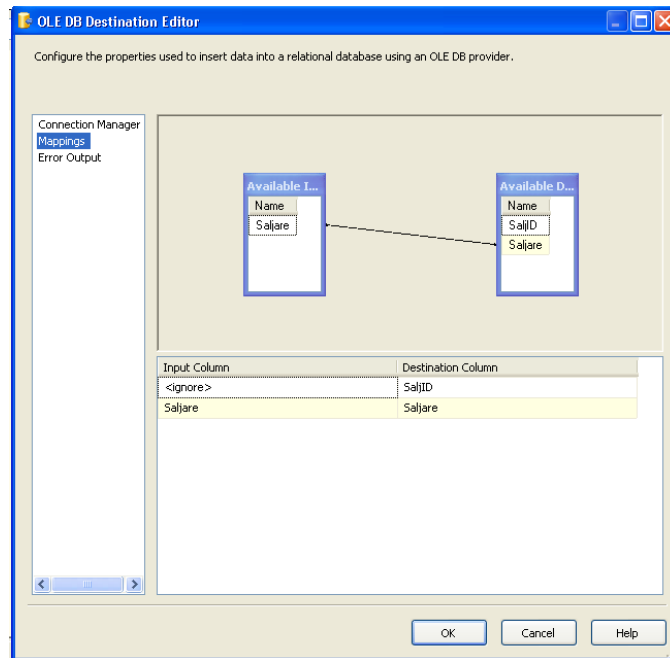 OLE DB Destination Editor
Configure the properties used to insert data into a relational database using an OLE DB provider.
Connection Manager
Mappings
Error Output
Available I...
Name
Saljare
Available D...
Name
SaljID
Saljare
Input Column Destination Column
<ignore> SaljID
Saljare Saljare
OK Cancel Help